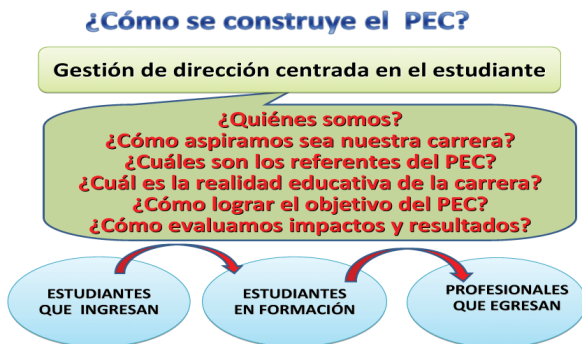 ¿Cómo se construye el PEC?
Gestión de dirección centrada en el estudiante
¿Quiénes somos?
¿Cómo aspiramos sea nuestra carrera?
¿Cuáles son los referentes del PEC?
¿Cuál es la realidad educativa de la carrera?
¿Cómo lograr el objetivo del PEC?
¿Cómo evaluamos impactos y resultados?
ESTUDIANTES
QUE INGRESAN
ESTUDIANTES
EN FORMACIÓN
PROFESIONALES
QUE EGRESAN